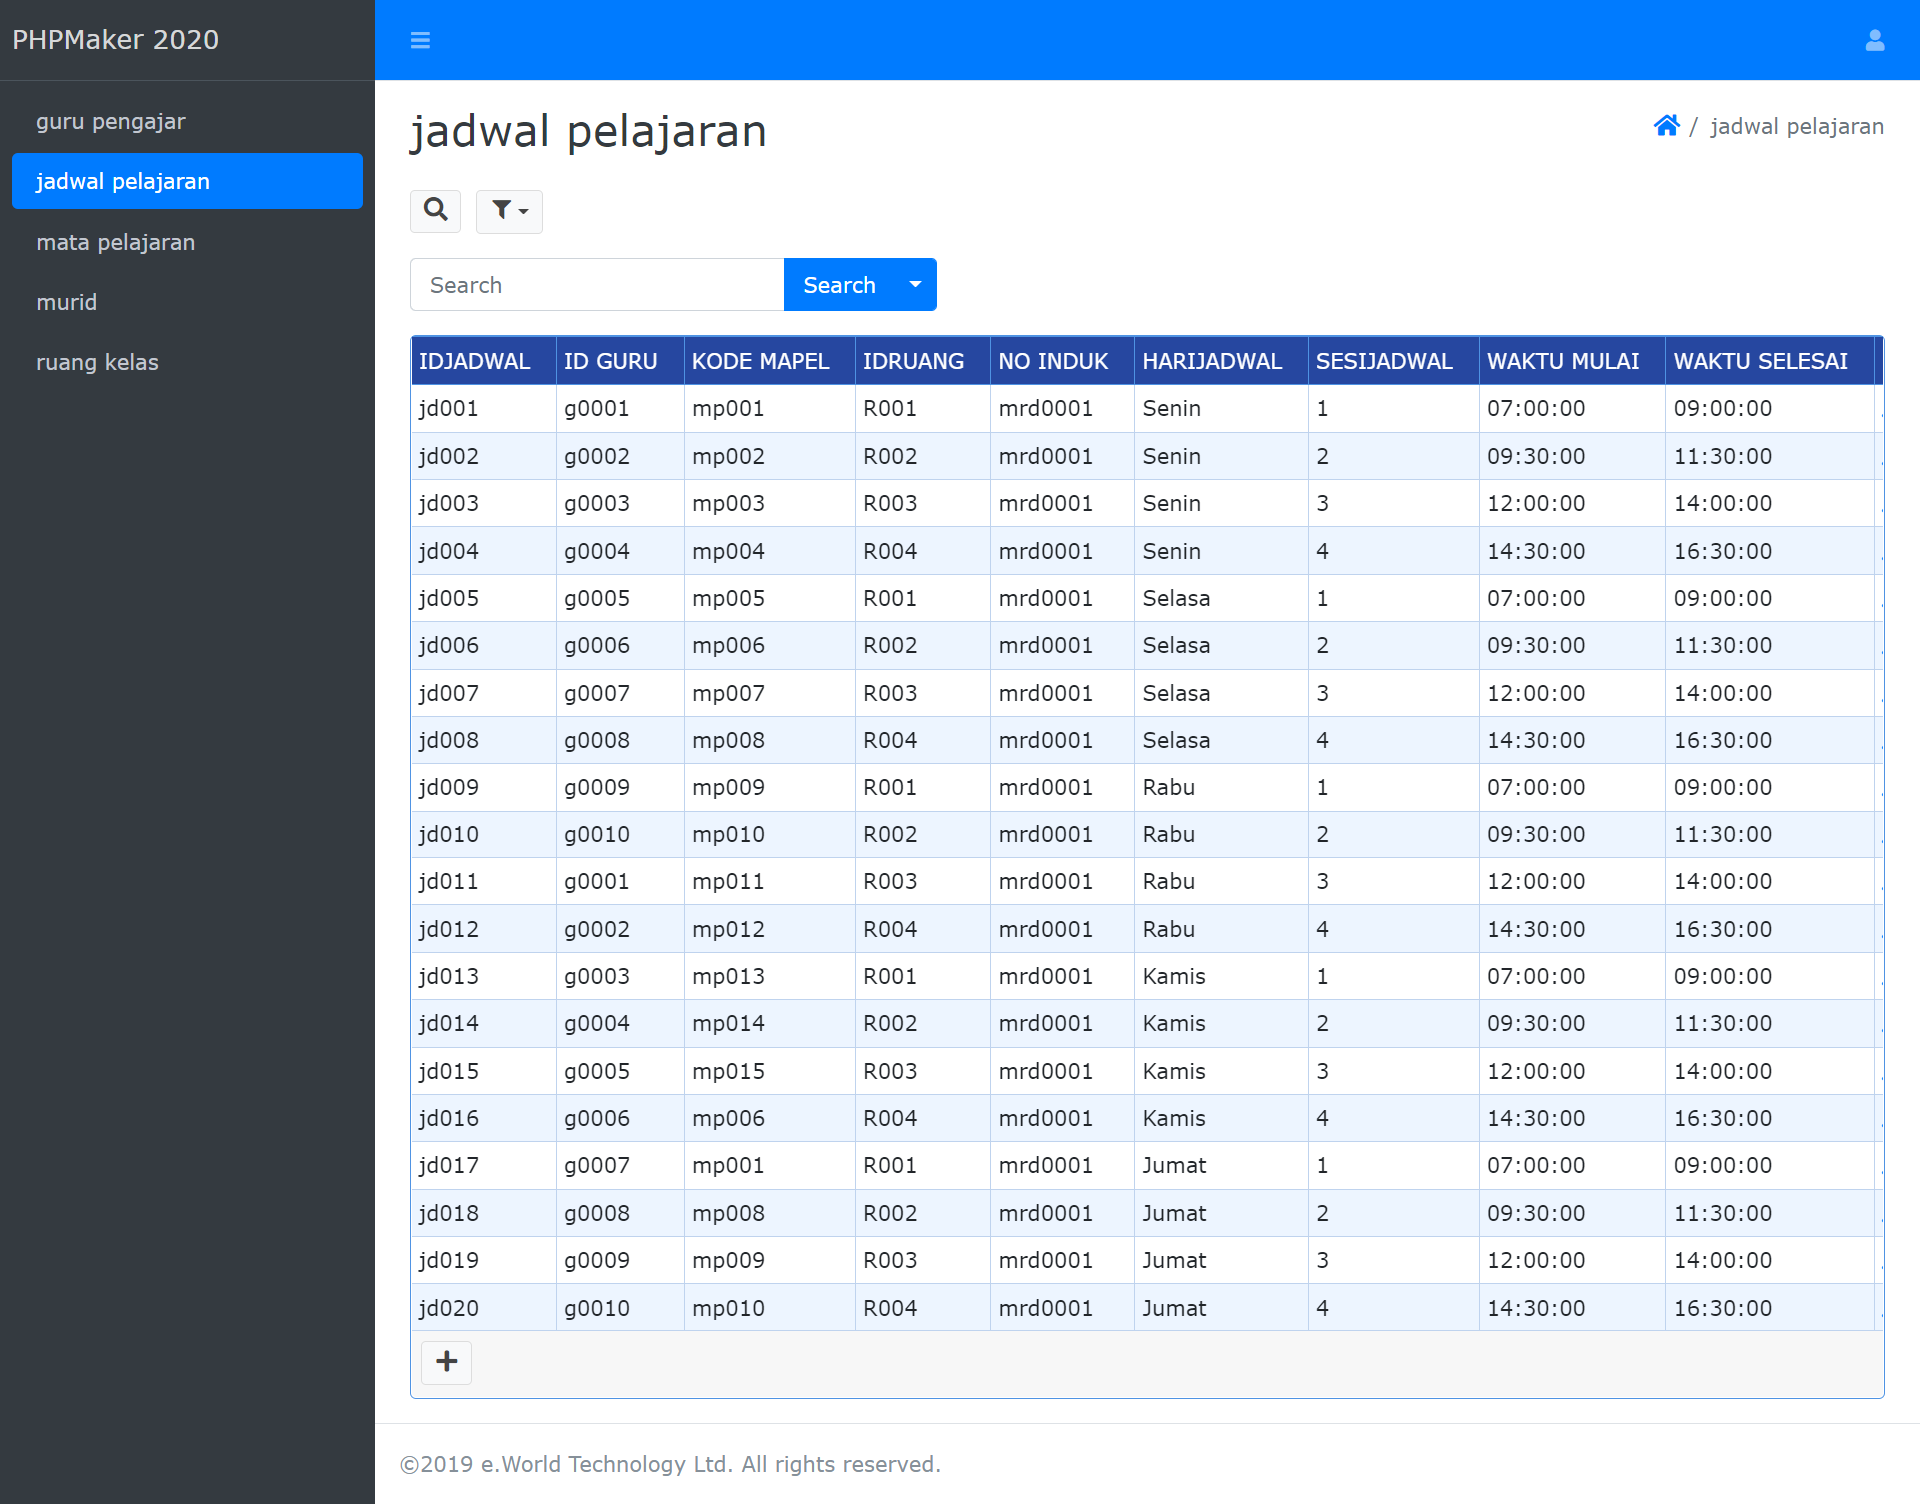 PHPMaker 2020
guru pengajar
jadwal pelajaran
mata pelajaran
murid
ruang kelas
jadwal pelajaran
/ jadwal pelajaran
Search Search
IDJADWAL ID GURU KODE MAPEL IDRUANG NO INDUK HARIJADWAL SESIJADWAL WAKTU MULAI WAKTU SELESAI
jd001 g0001 mp001 R001 mrd0001 Senin 1 07:00:00 09:00:00
jd002 g0002 mp002 R002 mrd0001 Senin 2 09:30:00 11:30:00
jd003 g0003 mp003 R003 mrd0001 Senin 3 12:00:00 14:00:00
jd004 g0004 mp004 R004 mrd0001 Senin 4 14:30:00 16:30:00
jd005 g0005 mp005 R001 mrd0001 Selasa 1 07:00:00 09:00:00
jd006 g0006 mp006 R002 mrd0001 Selasa 2 09:30:00 11:30:00
jd007 g0007 mp007 R003 mrd0001 Selasa 3 12:00:00 14:00:00
jd008 g0008 mp008 R004 mrd0001 Selasa 4 14:30:00 16:30:00
jd009 g0009 mp009 R001 mrd0001 Rabu 1 07:00:00 09:00:00
jd010 g0010 mp010 R002 mrd0001 Rabu 2 09:30:00 11:30:00
jd011 g0001 mp011 R003 mrd0001 Rabu 3 12:00:00 14:00:00
jd012 g0002 mp012 R004 mrd0001 Rabu 4 14:30:00 16:30:00
jd013 g0003 mp013 R001 mrd0001 Kamis 1 07:00:00 09:00:00
jd014 g0004 mp014 R002 mrd0001 Kamis 2 09:30:00 11:30:00
jd015 g0005 mp015 R003 mrd0001 Kamis 3 12:00:00 14:00:00
jd016 g0006 mp006 R004 mrd0001 Kamis 4 14:30:00 16:30:00
jd017 g0007 mp001 R001 mrd0001 Jumat 1 07:00:00 09:00:00
jd018 g0008 mp008 R002 mrd0001 Jumat 2 09:30:00 11:30:00
jd019 g0009 mp009 R003 mrd0001 Jumat 3 12:00:00 14:00:00
jd020 g0010 mp010 R004 mrd0001 Jumat 4 14:30:00 16:30:00
©2019 e.World Technology Ltd. All rights reserved.